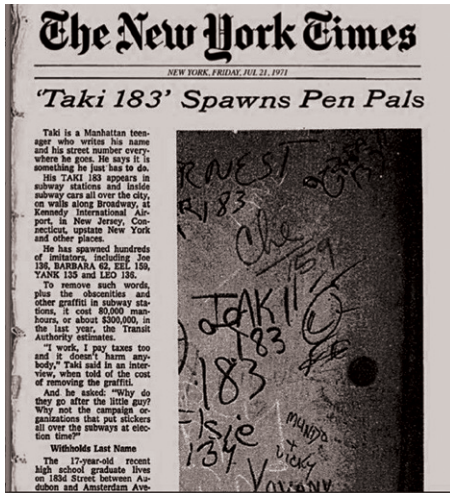 The New York Times
NEW YORK, FRIDAY, JUL 21, 1971
'Taki 183' Spawns Pen Pals
Taki is a Manhattan teen-
ager who writes his name
and his street number every-
where he goes. He says it is
something he just has to do.
His TAKI 183 appears in
subway stations and inside
subway cars all over the city,
on walls along Broadway, at
Kennedy International Air-
port, in New Jersey, Con-
necticut, upstate New York
and other places.
He has spawned hundreds
of imitators, including Joe
136, BARBARA 62, EEL 159,
YANK 135 and LEO 136.
To remove such words,
plus the obscenities and
other graffiti in subway sta-
tions, it cost 80,000 man-
hours, or about $300,000, in
the last year, the Transit
Authority estimates.
"I work, I pay taxes too
and it doesn't harm any-
body," Taki said in an inter-
view, when told of the cost
of removing the graffiti.
And he asked: "Why do
they go after the little guy?
Why not the campaign or-
ganizations that put stickers
all over the subways at elec-
tion time?"
Withholds Last Name
The 17-year-old recent
high school graduate lives
on 183d Street between Au-
dubon and Amsterdam Ave-
RNEST
183
Che
159
183
183
134
MUNDO
+
VICKY